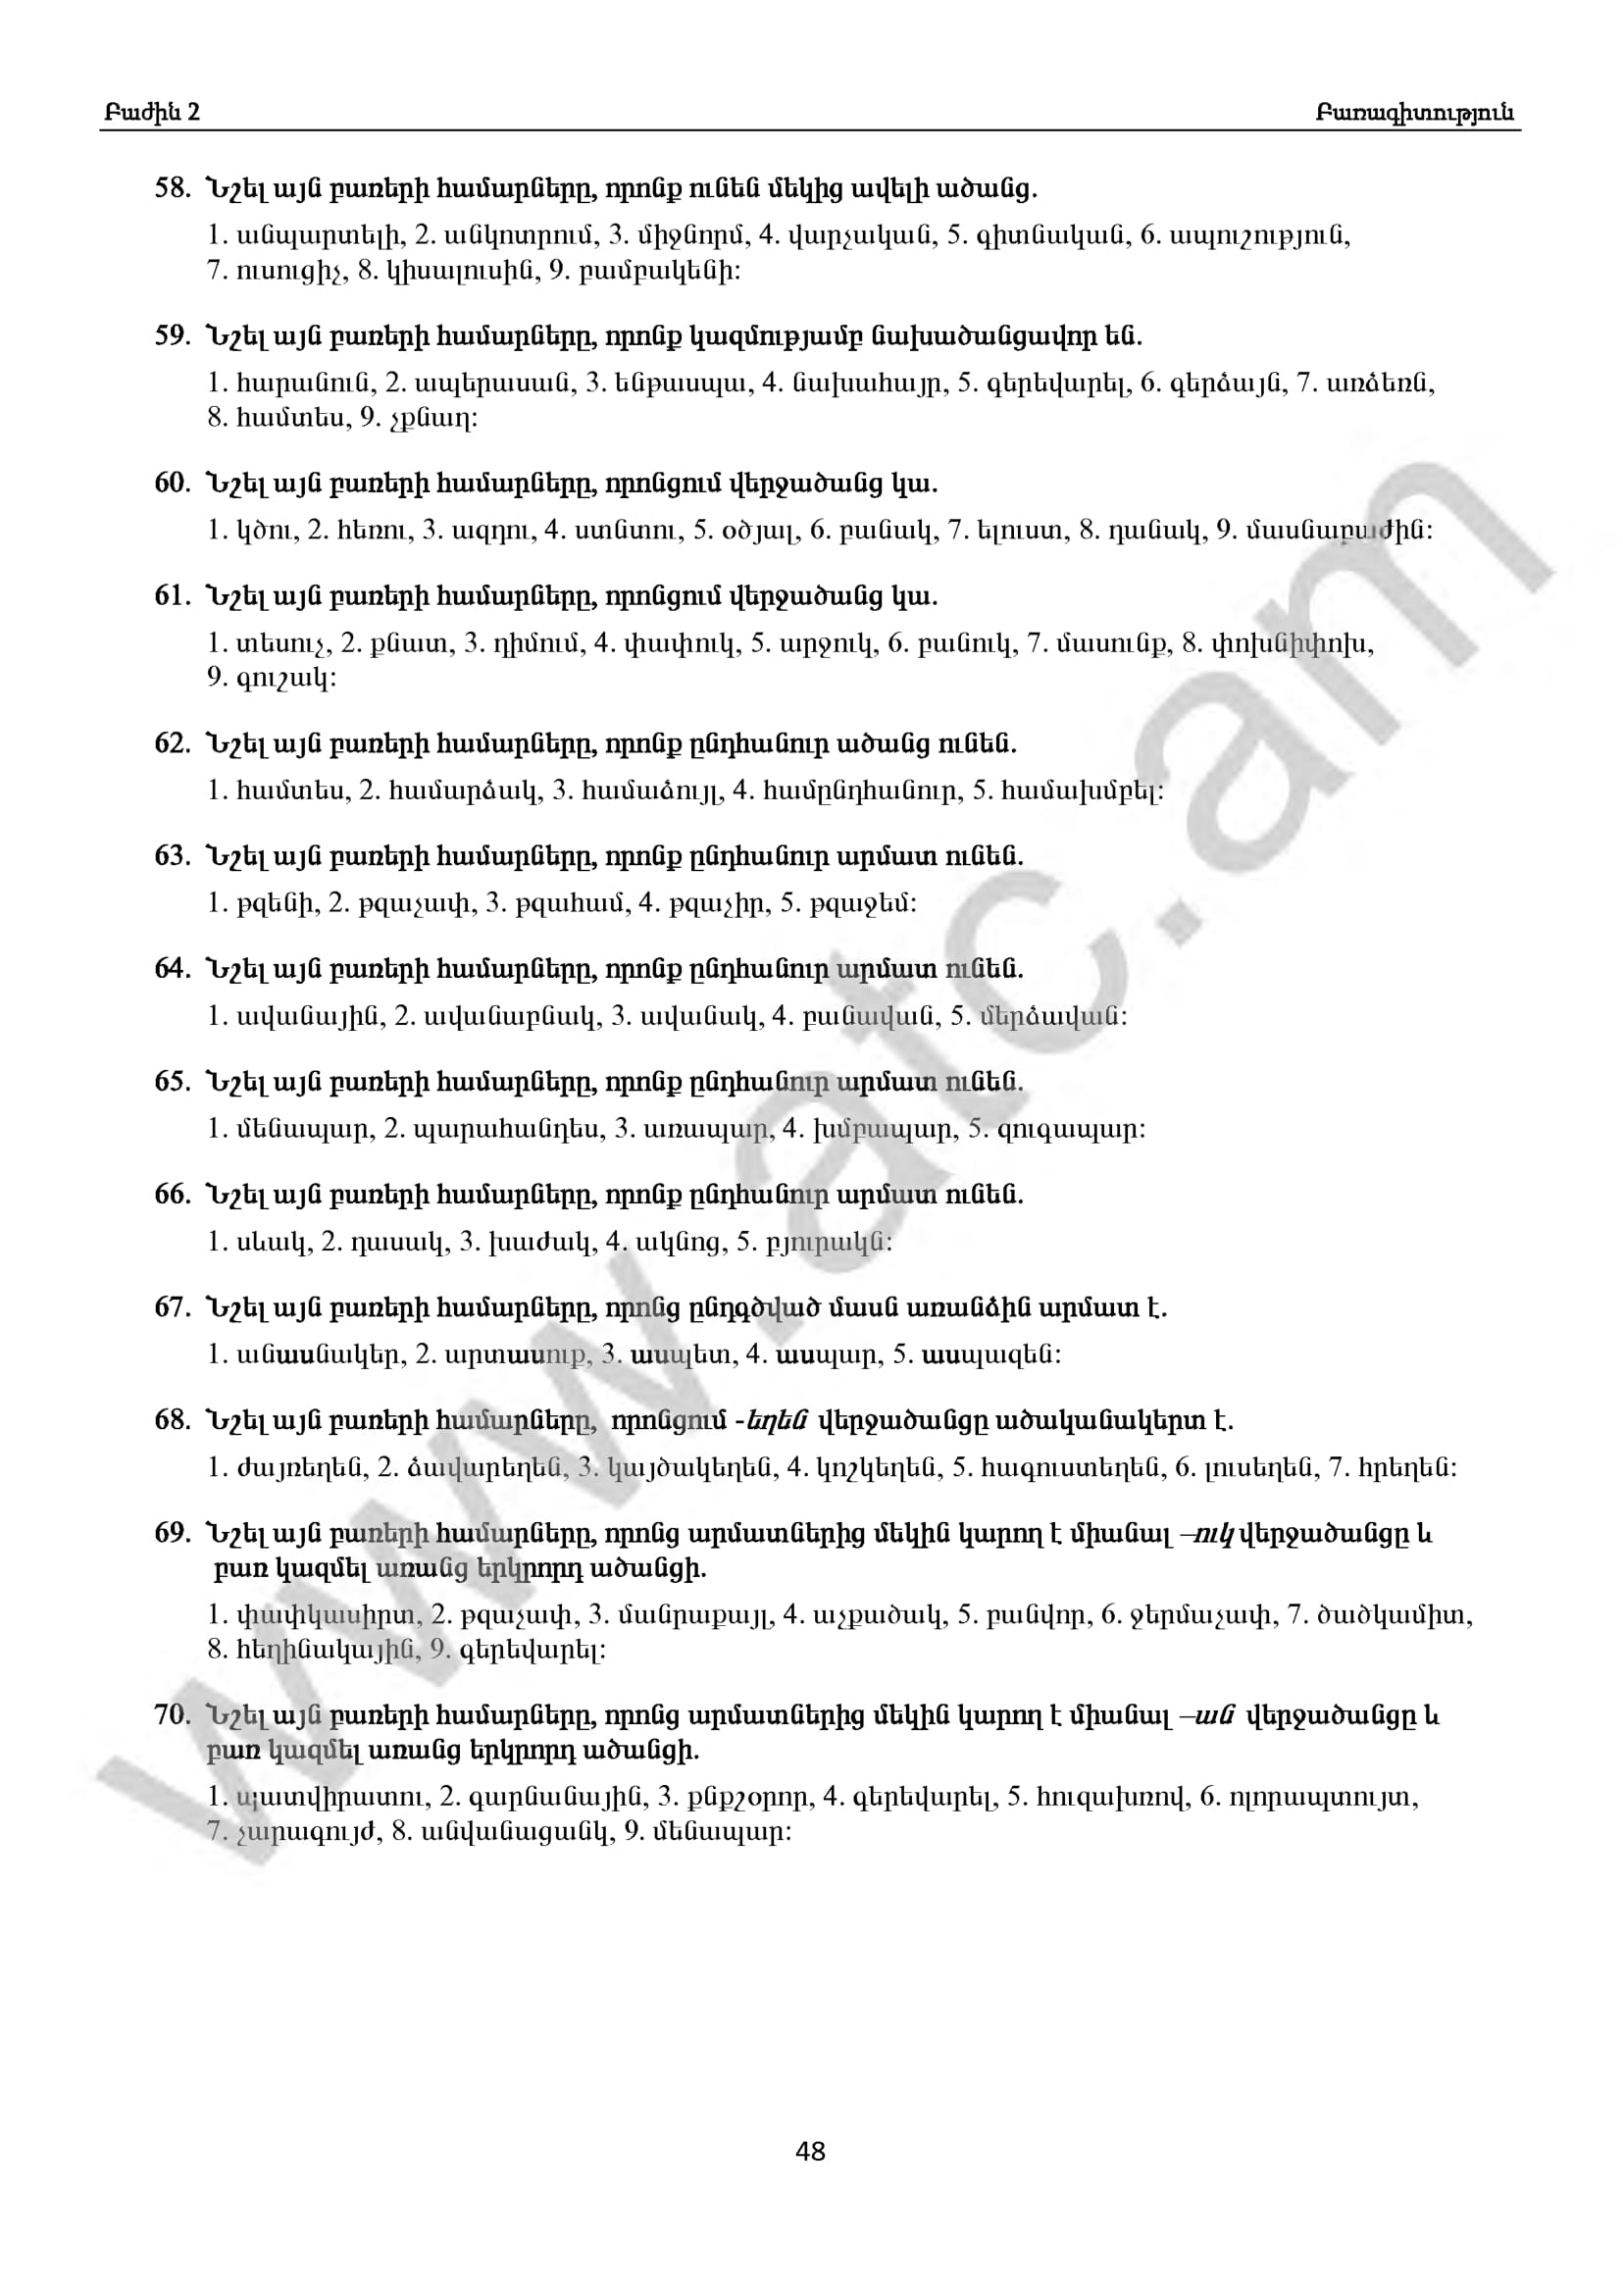 Բաժին 2 Բառագիտություն
58. Նշել այն բառերի համարները, որոնք ունեն մեկից ավելի ածանց.
1. անպարտելի, 2. անկոտրում, 3. միջնորմ, 4. վարչական, 5. գիտնական, 6. ապուշություն,
7. ուսուցիչ, 8. կիսալուսին, 9. բամբակենի:
59. Նշել այն բառերի համարները, որոնք կազմությամբ նախածանցավոր են.
1. հարանուն, 2. ապերասան, 3. ենթասպա, 4. նախահայր, 5. գերեվարել, 6. գերձայն, 7. առձեռն,
8. համտես, 9. չքնաղ:
60. Նշել այն բառերի համարները, որոնցում վերջածանց կա.
1. կծու, 2. հեռու, 3. ազդու, 4. ստնտու, 5. օծյալ, 6. բանակ, 7. ելուստ, 8. դանակ, 9. մասնաբաժին:
61. Նշել այն բառերի համարները, որոնցում վերջածանց կա.
1. տեսուչ, 2. քնատ, 3. դիմում, 4. փափուկ, 5. արջուկ, 6. բանուկ, 7. մասունք, 8. փոխնիփոխ,
9. գուշակ:
62. Նշել այն բառերի համարները, որոնք ընդհանուր ածանց ունեն.
1. համտես, 2. համարձակ, 3. համաձույլ, 4. համընդհանուր, 5. համախմբել:
63. Նշել այն բառերի համարները, որոնք ընդհանուր արմատ ունեն.
1. թզենի, 2. թզաչափ, 3. թզահամ, 4. թզաչիր, 5. թզաջեմ:
64. Նշել այն բառերի համարները, որոնք ընդհանուր արմատ ունեն.
1. ավանային, 2. ավանաբնակ, 3. ավանակ, 4. բանավան, 5. մերձավան:
65. Նշել այն բառերի համարները, որոնք ընդհանուր արմատ ունեն.
1. մենապար, 2. պարահանդես, 3. առապար, 4. խմբապար, 5. զուգապար:
66. Նշել այն բառերի համարները, որոնք ընդհանուր արմատ ունեն.
1. սևակ, 2. դասակ, 3. խաժակ, 4. ակնոց, 5. բյուրակն:
67. Նշել այն բառերի համարները, որոնց ընդգծված մասն առանձին արմատ է.
1. անասնակեր, 2. արտասուք, 3. ասպետ, 4. ասպար, 5. ասպազեն:
68. Նշել այն բառերի համարները, որոնցում -եղեն վերջածանցը ածականակերտ է.
1. ժայռեղեն, 2. ձավարեղեն, 3. կայծակեղեն, 4. կոշկեղեն, 5. հագուստեղեն, 6. լուսեղեն, 7. հրեղեն:
69. Նշել այն բառերի համարները, որոնց արմատներից մեկին կարող է միանալ –ուկ վերջածանցը և
բառ կազմել առանց երկրորդ ածանցի.
1. փափկասիրտ, 2. թզաչափ, 3. մանրաքայլ, 4. աչքածակ, 5. բանվոր, 6. ջերմաչափ, 7. ծածկամիտ,
8. հեղինակային, 9. գերեվարել:
70. Նշել այն բառերի համարները, որոնց արմատներից մեկին կարող է միանալ –ան վերջածանցը և
բառ կազմել առանց երկրորդ ածանցի.
1. պատվիրատու, 2. գարնանային, 3. քնքշօրոր, 4. գերեվարել, 5. հուզախռով, 6. ոլորապտույտ,
7. չարագույժ, 8. անվանացանկ, 9. մենապար:
www.atc.am
48